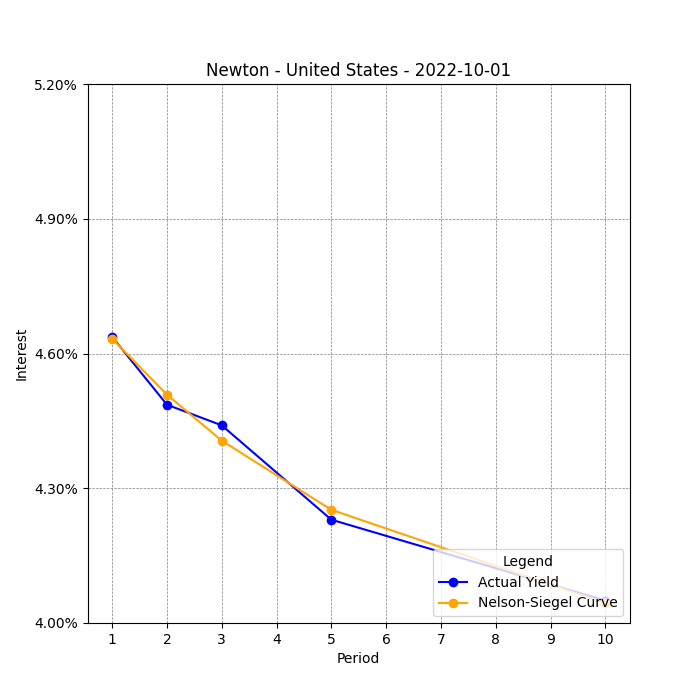 Newton - United States - 2022-10-01
5.20%
4.90%
4.60%
4.30%
4.00%
Interest
1 2 3 4 5 6 7 8 9 10
Period
Legend
Actual Yield
Nelson-Siegel Curve